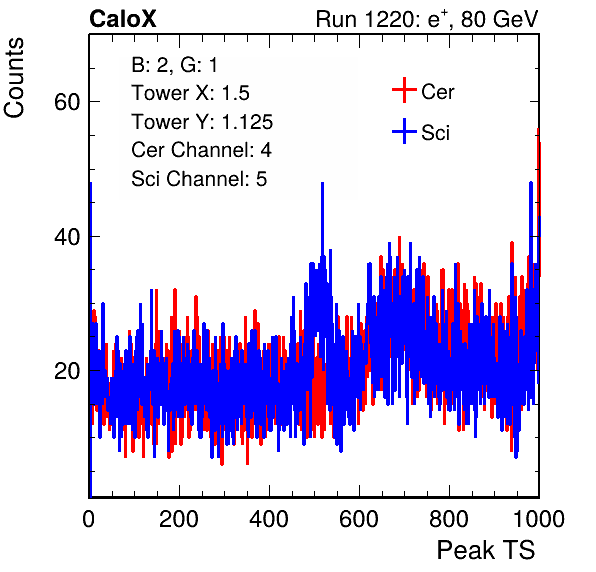 CaloX Run 1220: e⁺, 80 GeV
Counts
B: 2, G: 1
Tower X: 1.5
Tower Y: 1.125
Cer Channel: 4
Sci Channel: 5
Cer
Sci
60
40
20
0 200 400 600 800 1000
Peak TS